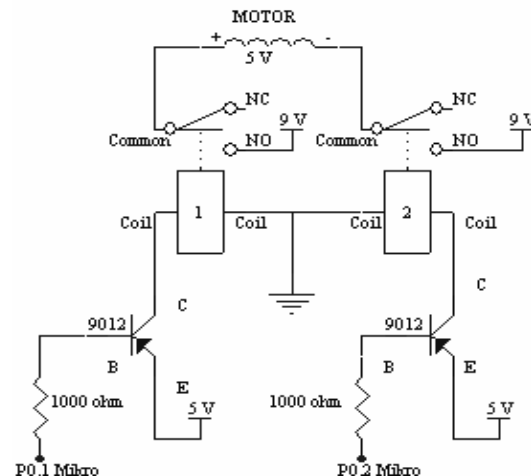 MOTOR
+ -
5 V
NC NC
9 V 9 V
Common NO Common NO
1 2
Coil Coil Coil Coil
C C
9012 9012
B B
E E
1000 ohm 5 V 1000 ohm 5 V
P0.1 Mikro P0.2 Mikro